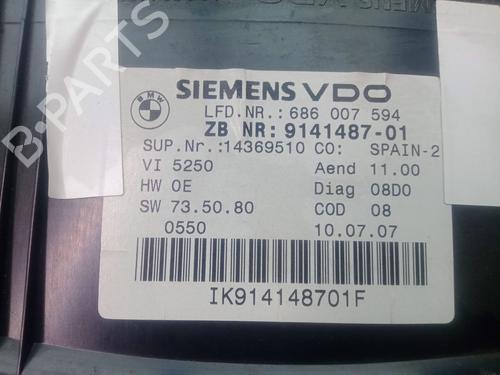 BMW
SIEMENS VDO
LFD.NR.:686 007 594
ZB NR:9141487-01
SUP.Nr.:14369510 CO: SPAIN-2
VI 5250 Aend 11.00
HW 0E Diag 08D0
SW 73.50.80 COD 08
0550 10.07.07
IK914148701F
B-PARTS